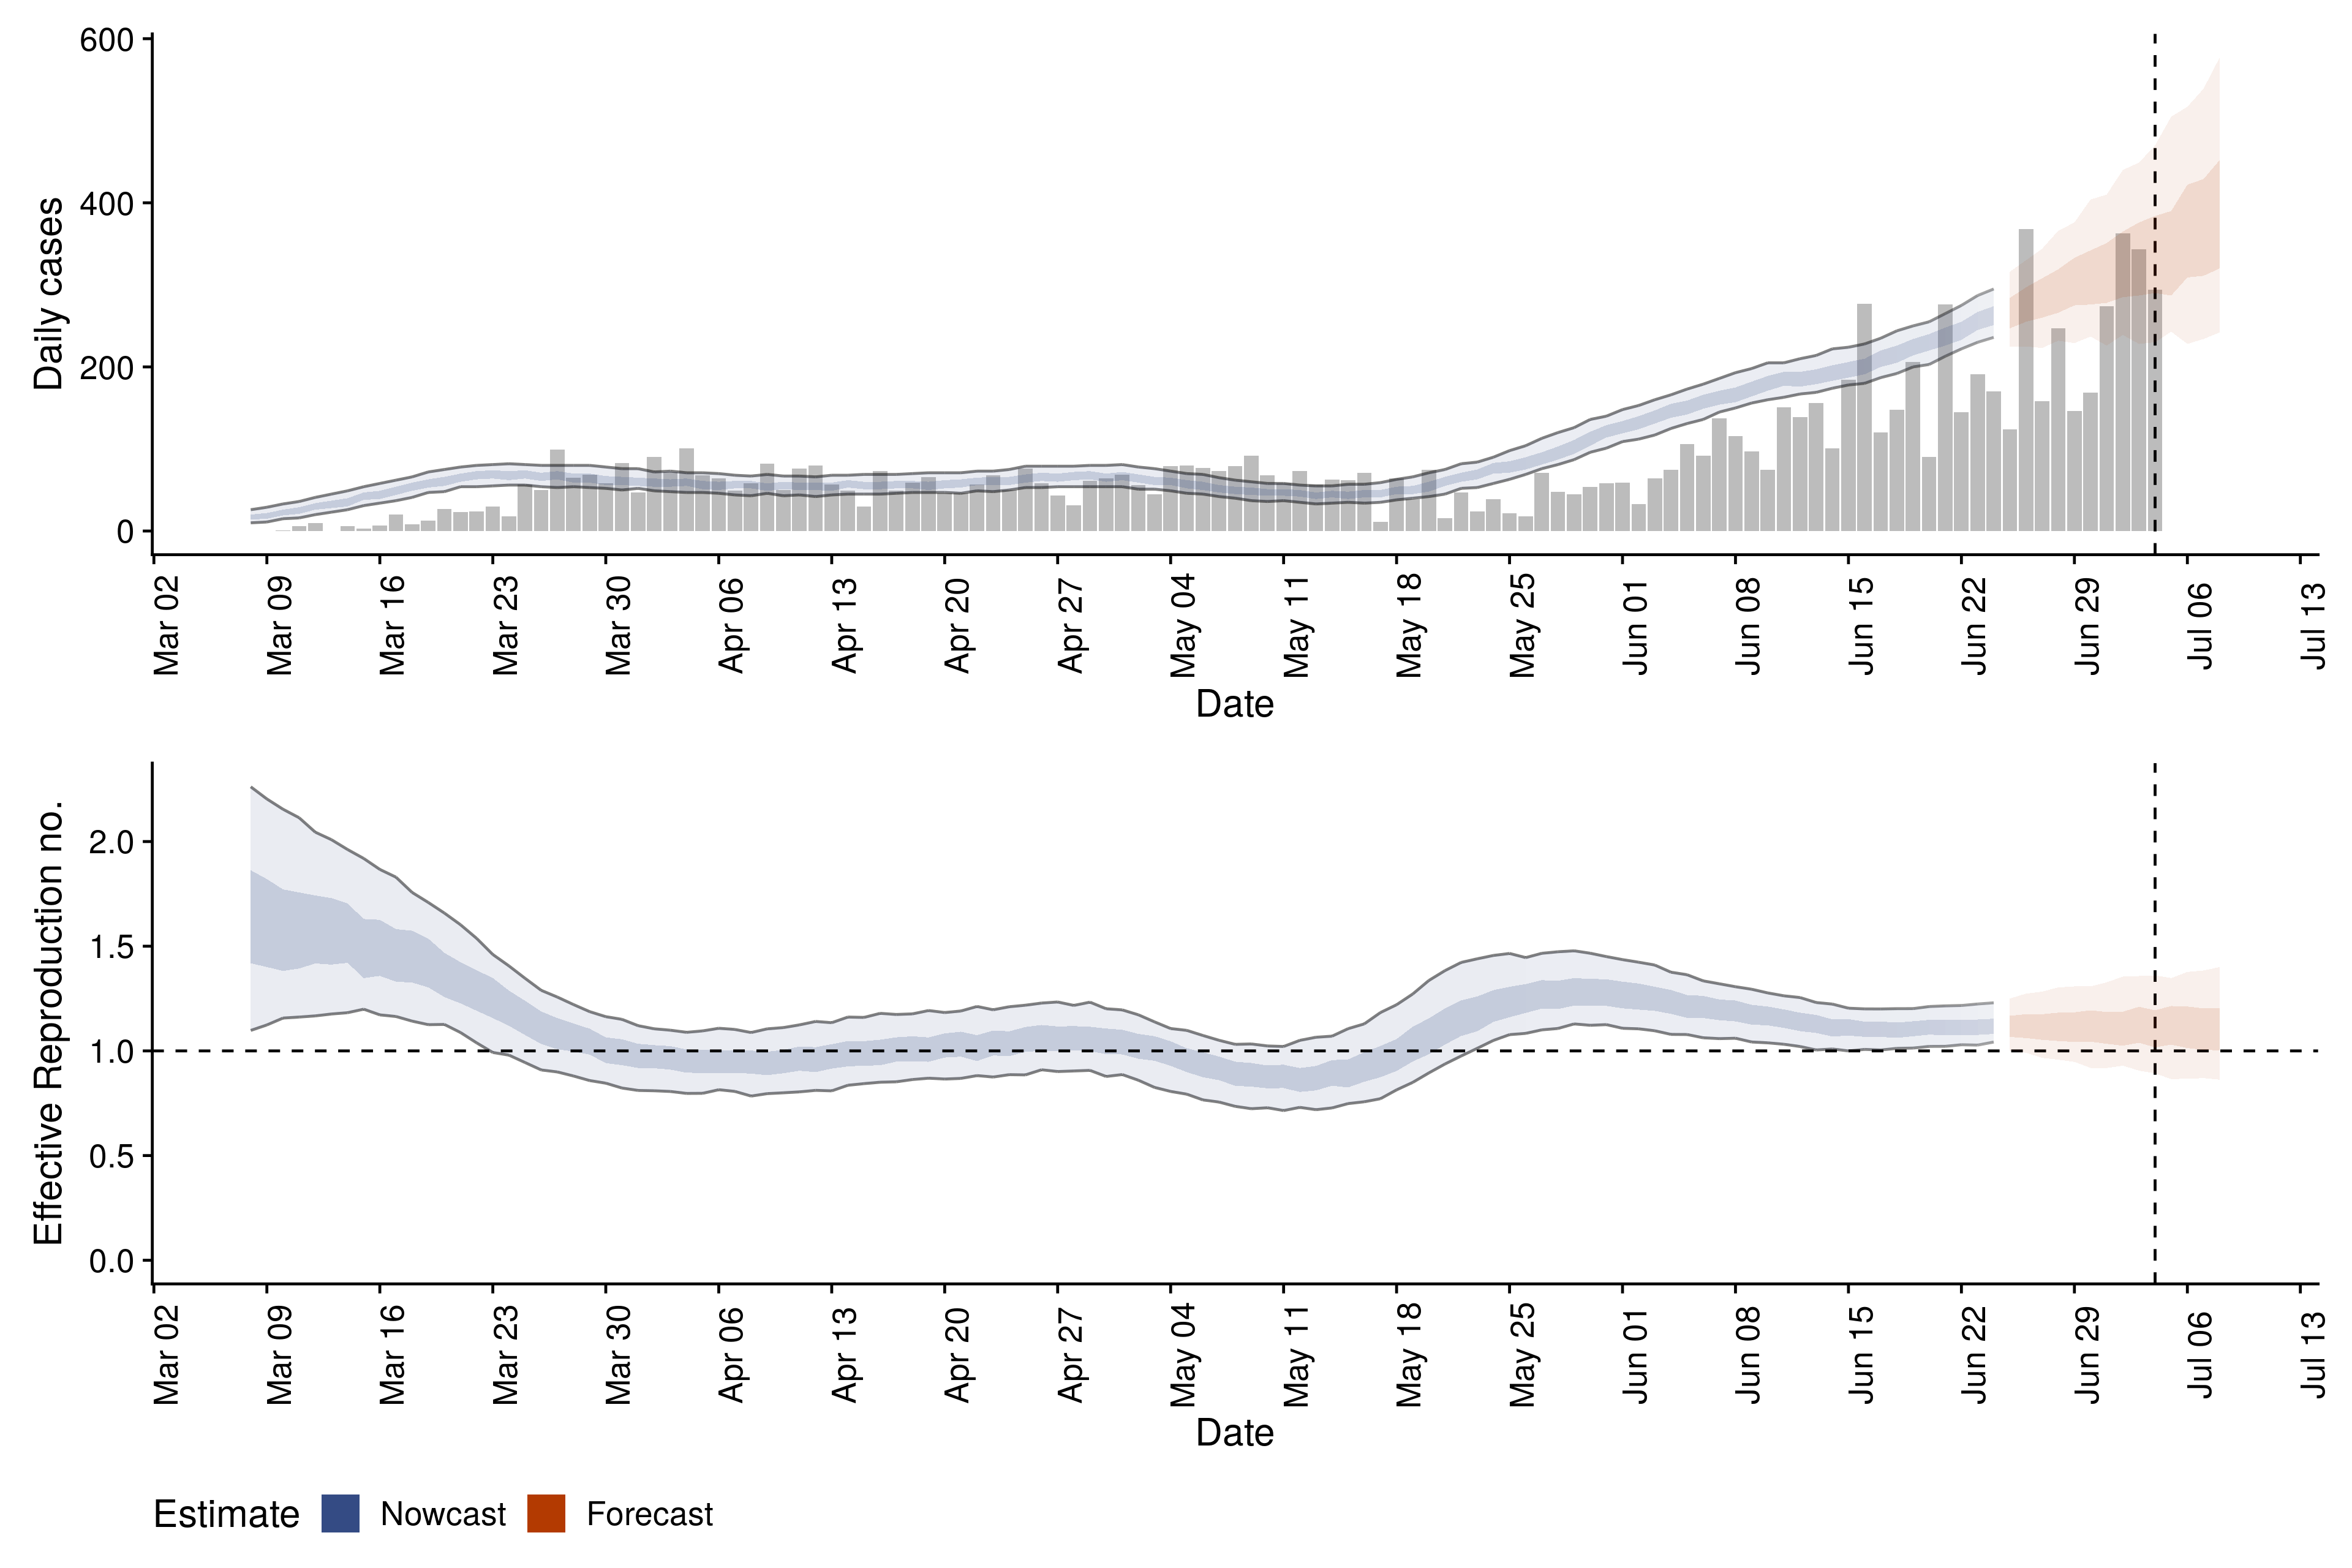 600
400
200
0
Daily cases
Mar 02 Mar 09 Mar 16 Mar 23 Mar 30 Apr 06 Apr 13 Apr 20 Apr 27 May 04 May 11 May 18 May 25 Jun 01 Jun 08 Jun 15 Jun 22 Jun 29 Jul 06 Jul 13
Date
2.0
1.5
1.0
0.5
0.0
Effective Reproduction no.
Mar 02 Mar 09 Mar 16 Mar 23 Mar 30 Apr 06 Apr 13 Apr 20 Apr 27 May 04 May 11 May 18 May 25 Jun 01 Jun 08 Jun 15 Jun 22 Jun 29 Jul 06 Jul 13
Date
Estimate Nowcast Forecast